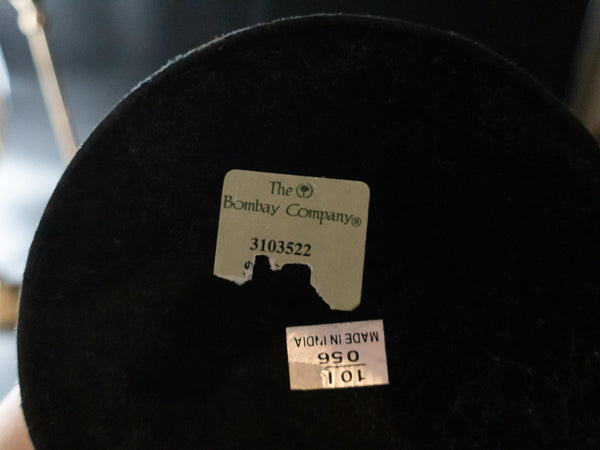 The
Bombay Company®
3103522
$
MADE IN INDIA
056
101